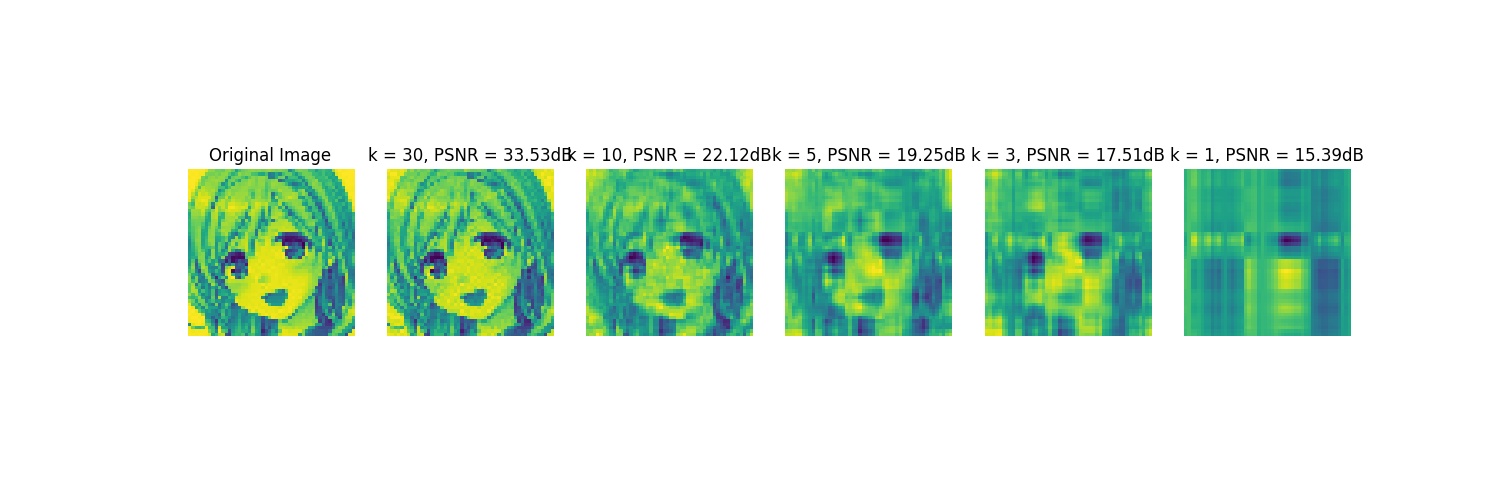 Original Image
k = 30, PSNR = 33.53dB
k = 10, PSNR = 22.12dB
k = 5, PSNR = 19.25dB
k = 3, PSNR = 17.51dB
k = 1, PSNR = 15.39dB